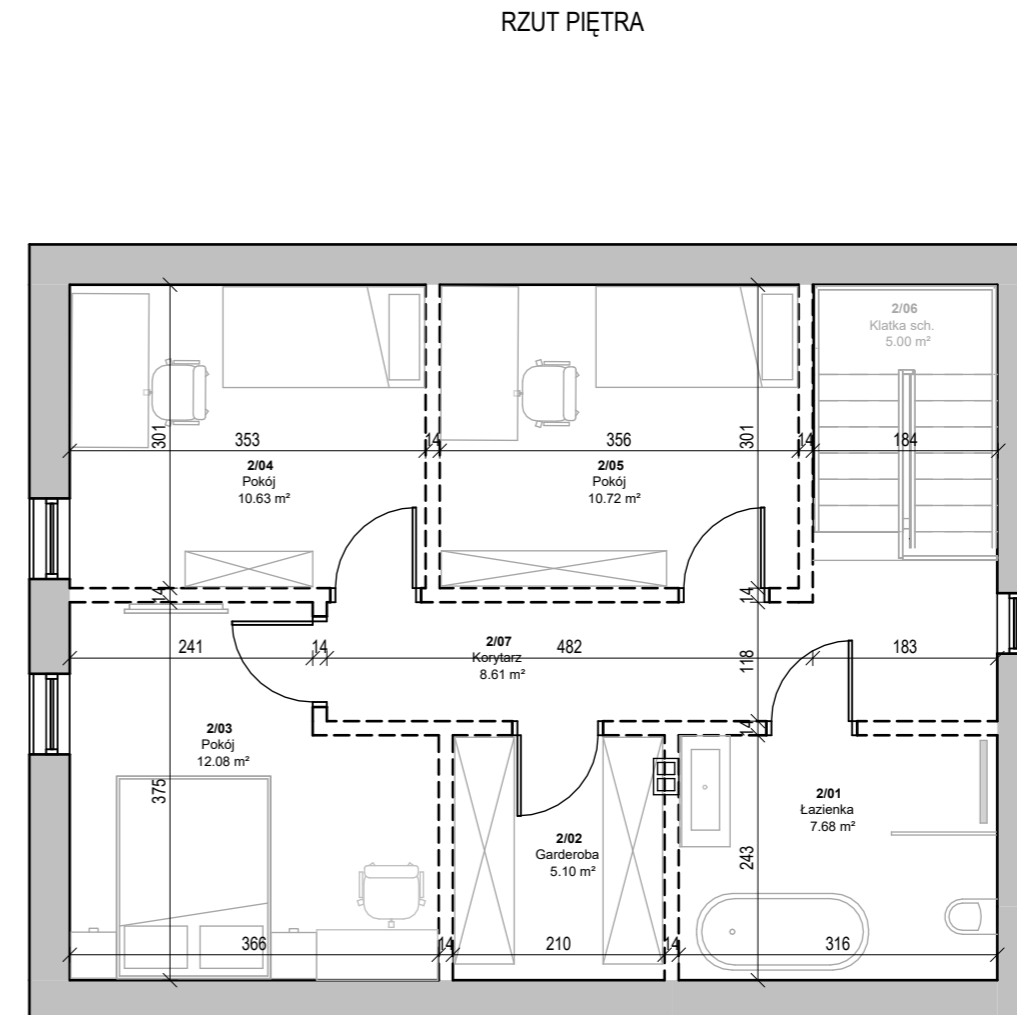 RZUT PIĘTRA
2/06
Klatka sch.
5.00 m²
301
353
14
356
301
14
184
2/04
Pokój
10.63 m²
2/05
Pokój
10.72 m²
14
14
241
14
2/07
Korytarz
8.61 m²
482
118
183
2/03
Pokój
12.08 m²
14
375
2/01
Łazienka
7.68 m²
2/02
Garderoba
5.10 m²
243
366
14
210
14
316